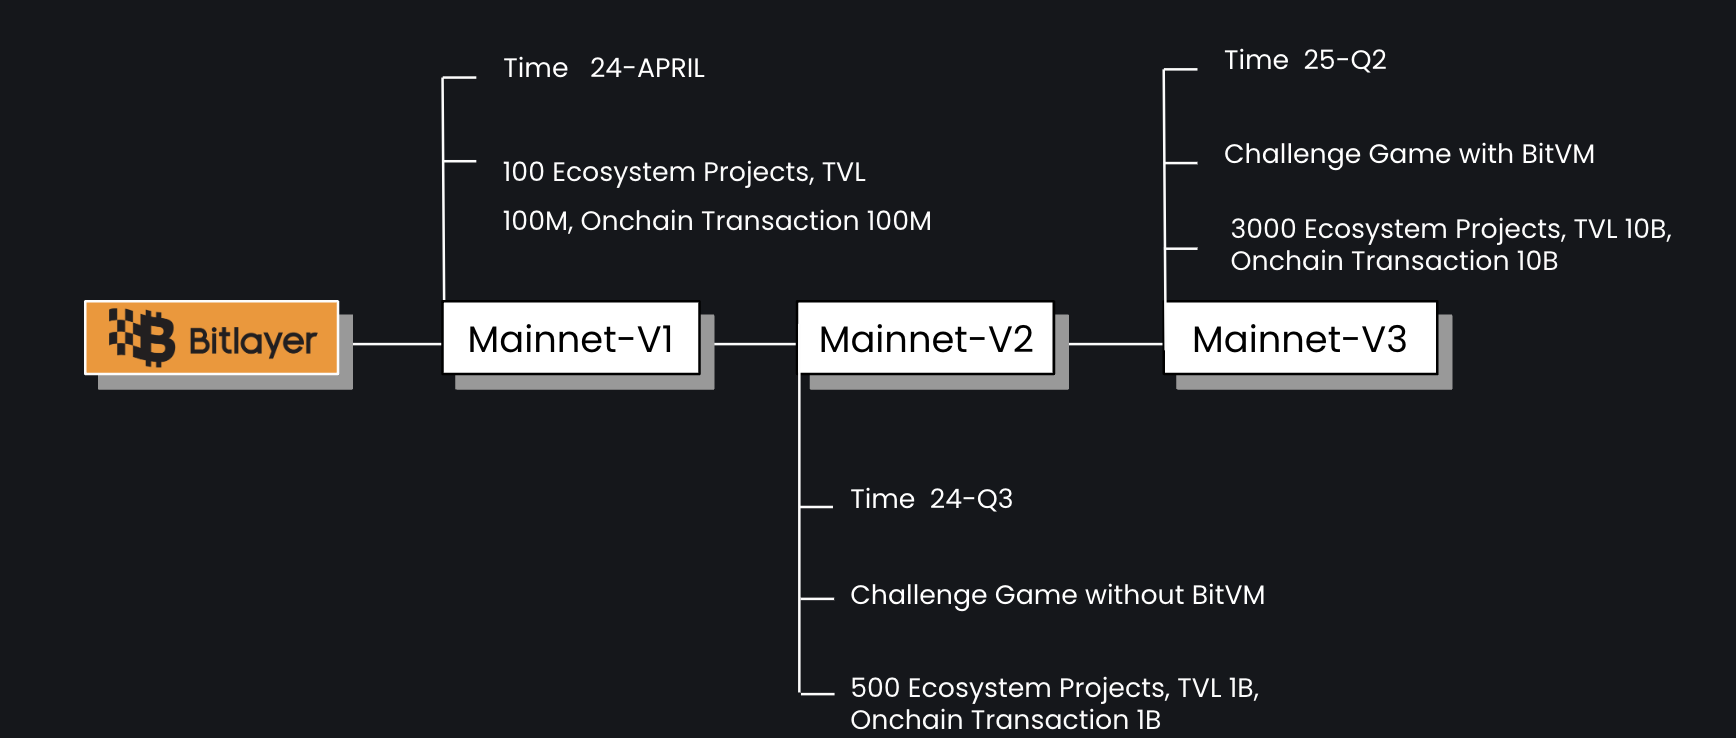 Time 24-APRIL
100 Ecosystem Projects, TVL
100M, Onchain Transaction 100M
Time 25-Q2
Challenge Game with BitVM
3000 Ecosystem Projects, TVL 10B,
Onchain Transaction 10B
Bitlayer
Mainnet-V1
Mainnet-V2
Mainnet-V3
Time 24-Q3
Challenge Game without BitVM
500 Ecosystem Projects, TVL 1B,
Onchain Transaction 1B